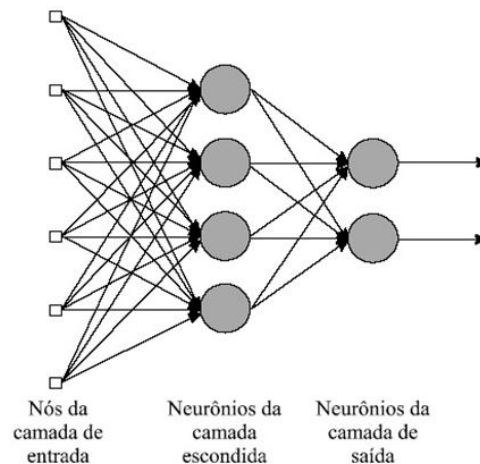 Nós da
camada de
entrada
Neurônios da
camada
escondida
Neurônios da
camada de
saída